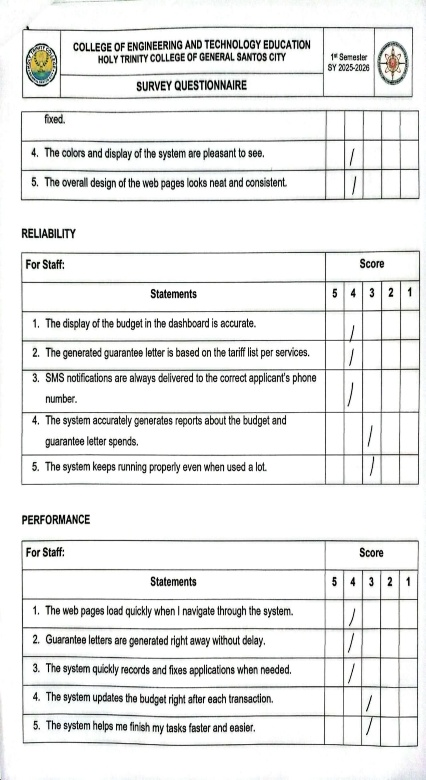 COLLEGE OF ENGINEERING AND TECHNOLOGY EDUCATION
HOLY TRINITY COLLEGE OF GENERAL SANTOS CITY
1st Semester
SY 2025-2026
SURVEY QUESTIONNAIRE
fixed.
4. The colors and display of the system are pleasant to see. /
5. The overall design of the web pages looks neat and consistent. /
RELIABILITY
For Staff: Score
Statements 5 4 3 2 1
1. The display of the budget in the dashboard is accurate. /
2. The generated guarantee letter is based on the tariff list per services. /
3. SMS notifications are always delivered to the correct applicant's phone
number. /
4. The system accurately generates reports about the budget and
guarantee letter spends. /
5. The system keeps running properly even when used a lot. /
PERFORMANCE
For Staff: Score
Statements 5 4 3 2 1
1. The web pages load quickly when I navigate through the system. /
2. Guarantee letters are generated right away without delay. /
3. The system quickly records and fixes applications when needed. /
4. The system updates the budget right after each transaction. /
5. The system helps me finish my tasks faster and easier. /